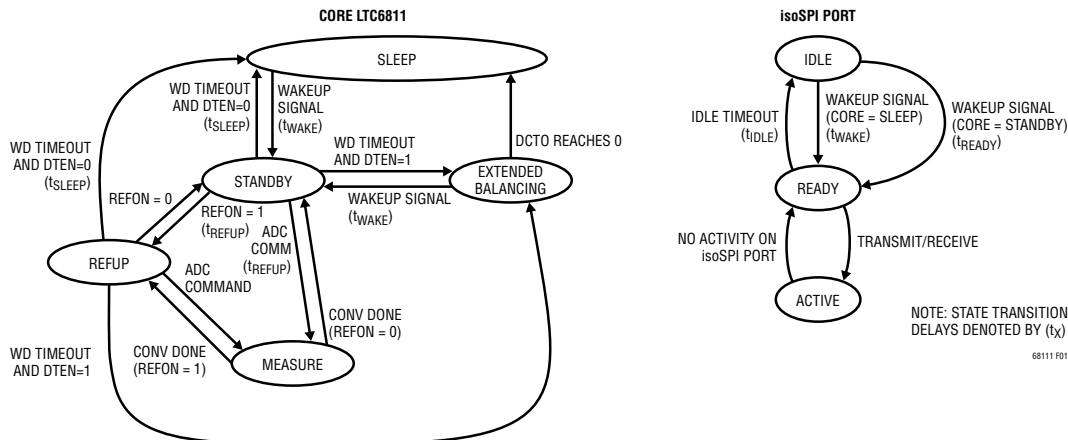 CORE LTC6811
SLEEP
WD TIMEOUT
AND DTEN=0
(tSLEEP)
WAKEUP
SIGNAL
(tWAKE)
WD TIMEOUT
AND DTEN=0
(tSLEEP)
WD TIMEOUT
AND DTEN=1
DCTO REACHES 0
STANDBY
EXTENDED
BALANCING
WAKEUP SIGNAL
(tWAKE)
REFON = 0
REFON = 1
(tREFUP)
ADC
COMM
(tREFUP)
REFUP
ADC
COMMAND
CONV DONE
(REFON = 0)
CONV DONE
(REFON = 1)
MEASURE
WD TIMEOUT
AND DTEN=1
isoSPI PORT
IDLE
IDLE TIMEOUT
(tIDLE)
WAKEUP SIGNAL
(CORE = SLEEP)
(tWAKE)
WAKEUP SIGNAL
(CORE = STANDBY)
(tREADY)
READY
NO ACTIVITY ON
isoSPI PORT
TRANSMIT/RECEIVE
ACTIVE
NOTE: STATE TRANSITION
DELAYS DENOTED BY (tX)
68111 F01